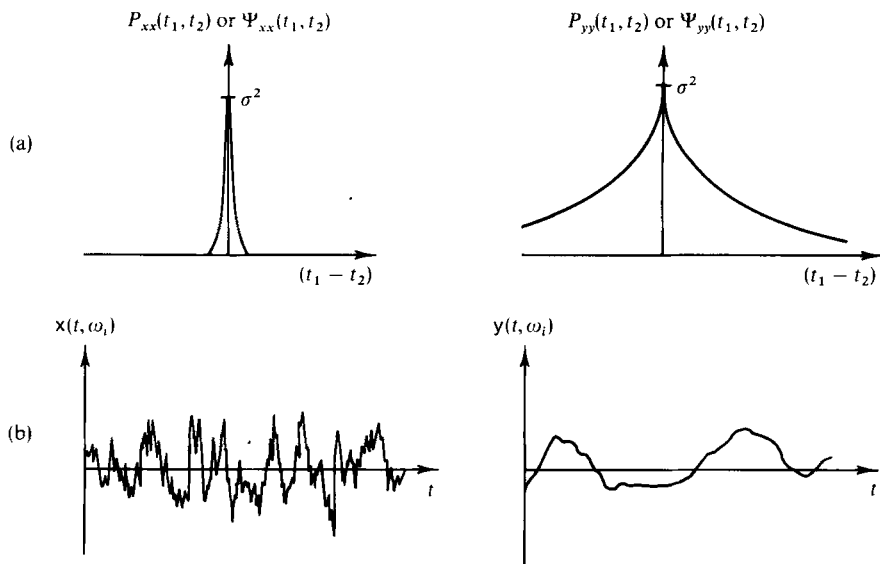 P_{xx}(t_1, t_2) or Ψ_{xx}(t_1, t_2)
P_{yy}(t_1, t_2) or Ψ_{yy}(t_1, t_2)
σ^2
σ^2
(a)
(t_1 − t_2)
(t_1 − t_2)
x(t, ω_i)
y(t, ω_i)
(b)
t
t